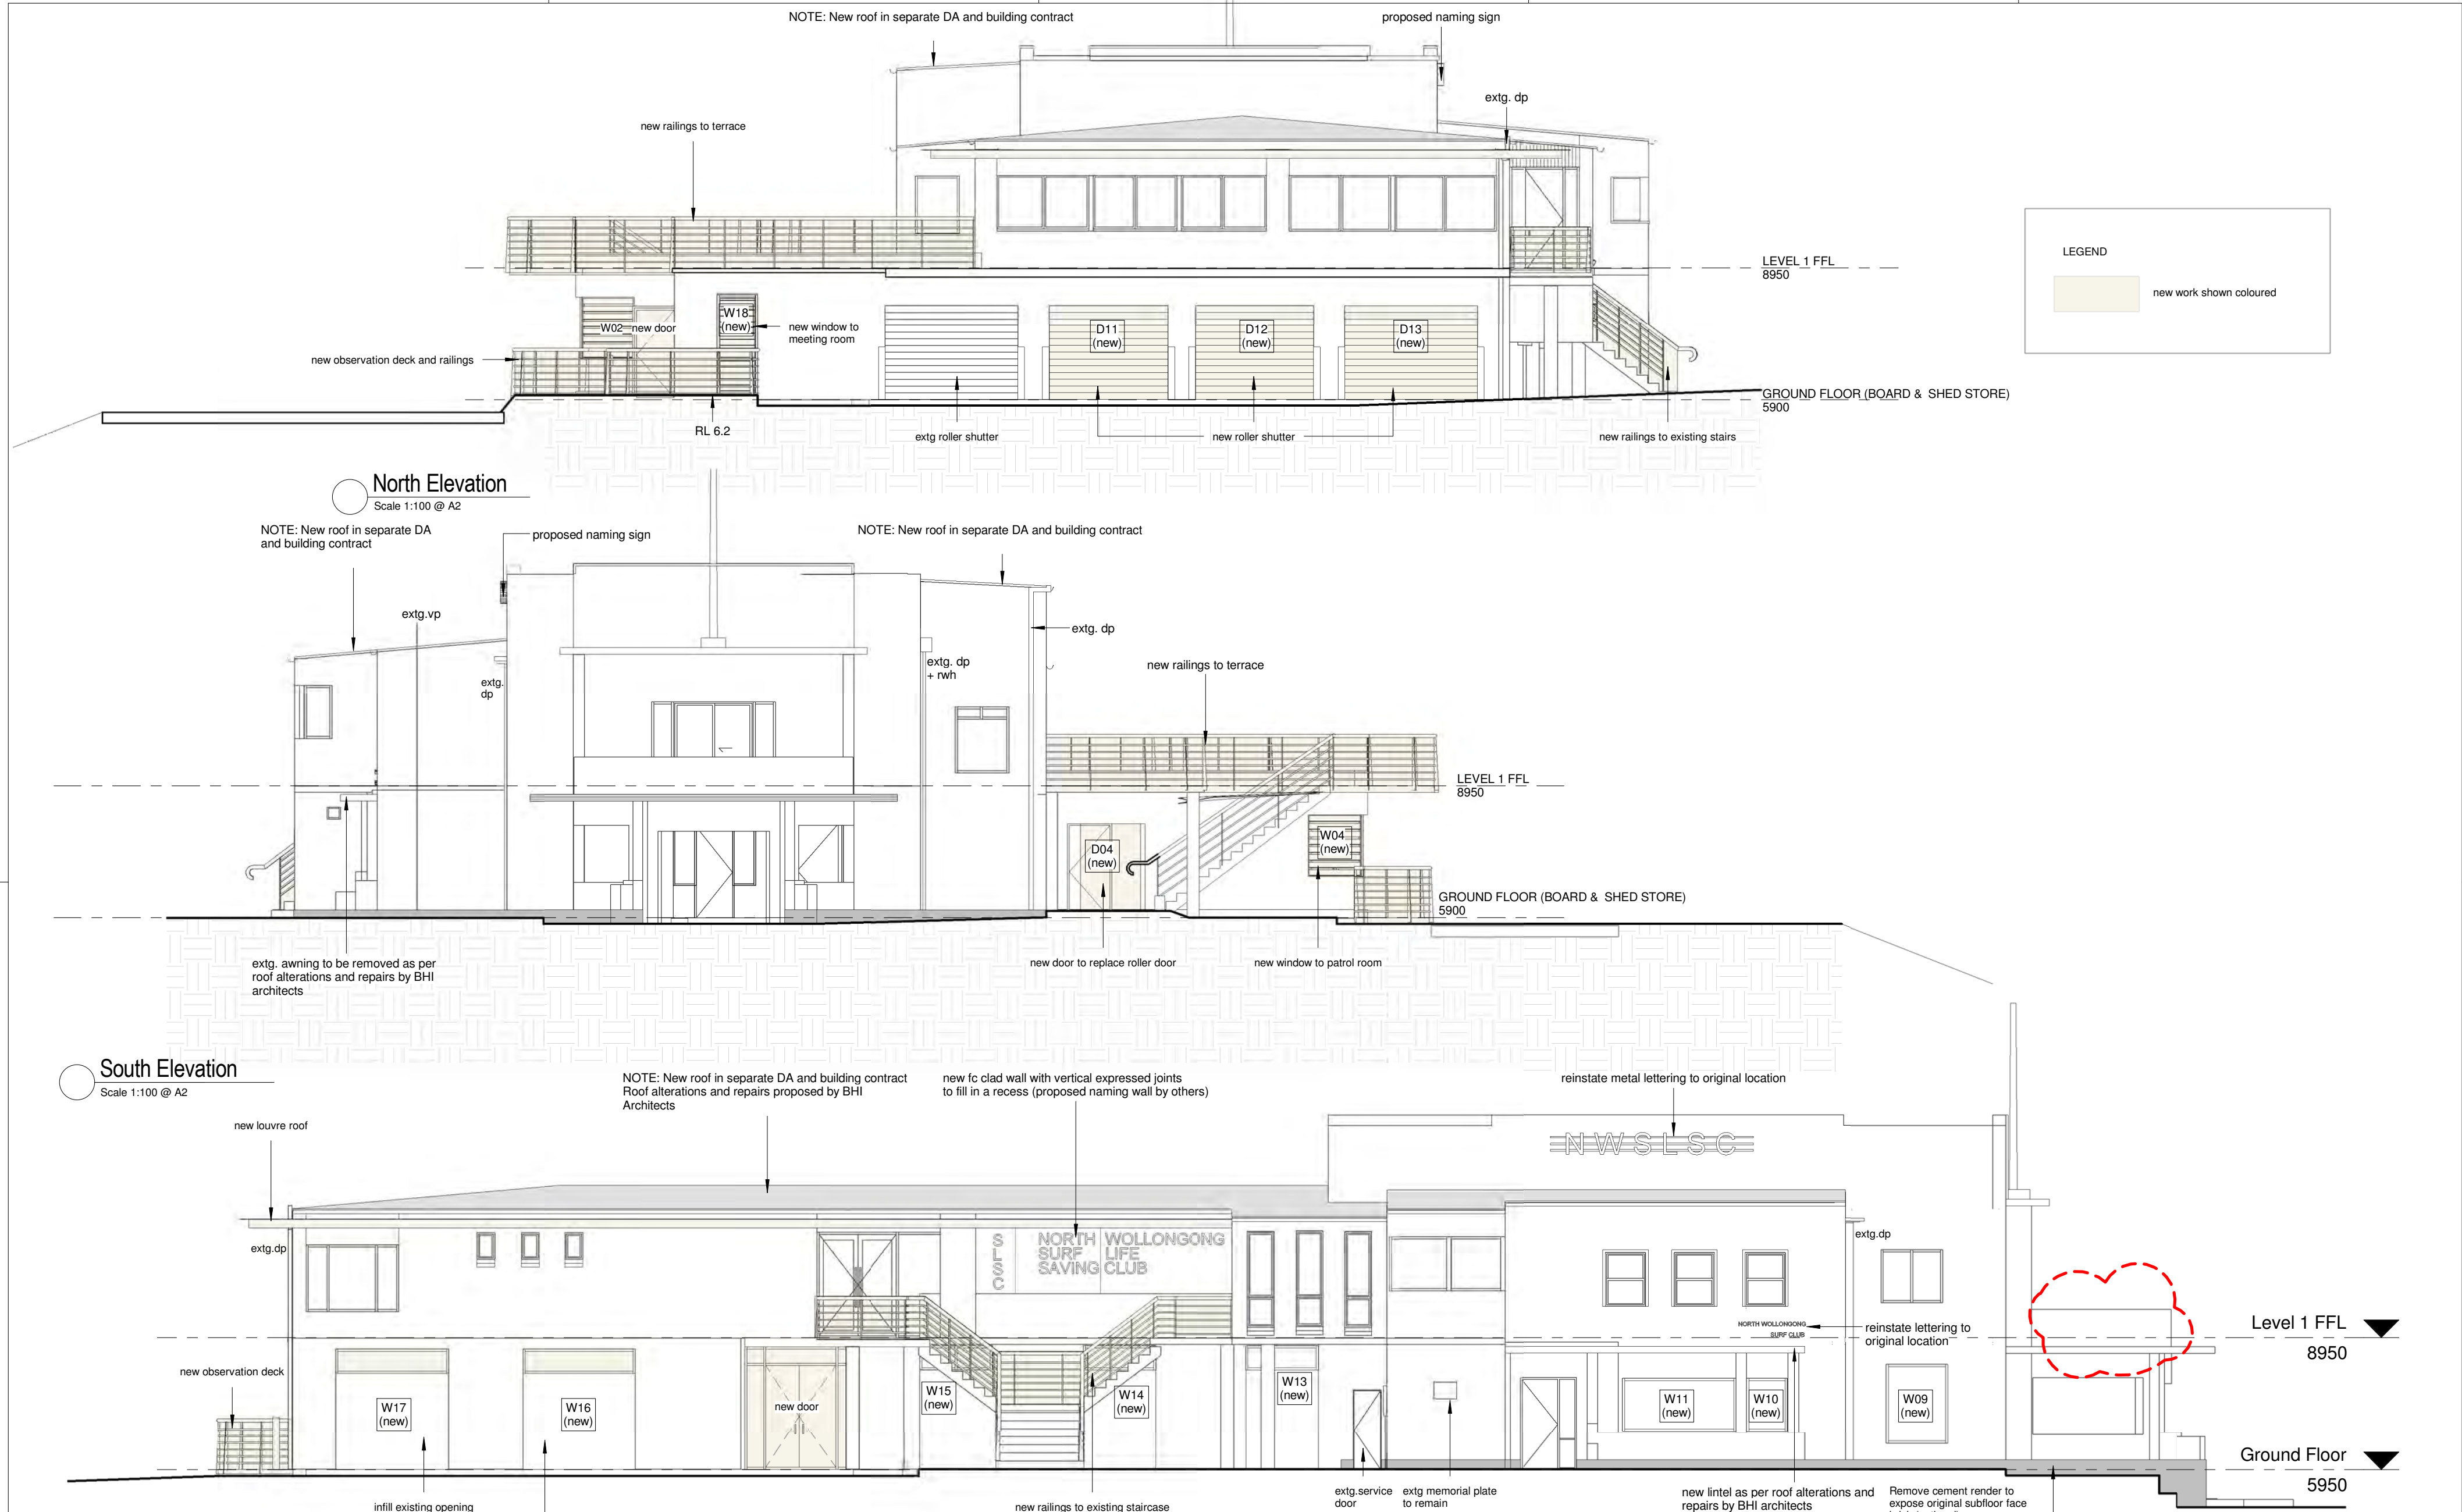 NOTE: New roof in separate DA and building contract
proposed naming sign
extg. dp
new railings to terrace
LEGEND
new work shown coloured
LEVEL 1 FFL
8950
W02
new door
W18
(new)
new window to
meeting room
D11
(new)
D12
(new)
D13
(new)
new observation deck and railings
GROUND FLOOR (BOARD & SHED STORE)
5900
RL 6.2
extg roller shutter
new roller shutter
new railings to existing stairs
North Elevation
Scale 1:100 @ A2
NOTE: New roof in separate DA
and building contract
proposed naming sign
NOTE: New roof in separate DA and building contract
extg.vp
extg. dp
extg.
dp
extg. dp
+ rwh
new railings to terrace
LEVEL 1 FFL
8950
D04
(new)
W04
(new)
GROUND FLOOR (BOARD & SHED STORE)
5900
extg. awning to be removed as per
roof alterations and repairs by BHI
architects
new door to replace roller door
new window to patrol room
South Elevation
Scale 1:100 @ A2
NOTE: New roof in separate DA and building contract
Roof alterations and repairs proposed by BHI
Architects
new fc clad wall with vertical expressed joints
to fill in a recess (proposed naming wall by others)
reinstate metal lettering to original location
new louvre roof
NWSLSC
extg.dp
SLSC
NORTH WOLLONGONG
SURF LIFE
SAVING CLUB
extg.dp
NORTH WOLLONGONG
SURF CLUB
reinstate lettering to
original location
Level 1 FFL
8950
new observation deck
W17
(new)
W16
(new)
new door
W15
(new)
W14
(new)
W13
(new)
W11
(new)
W10
(new)
W09
(new)
Ground Floor
5950
infill existing opening
new railings to existing staircase
extg.service
door
extg memorial plate
to remain
new lintel as per roof alterations and
repairs by BHI architects
Remove cement render to
expose original subfloor face